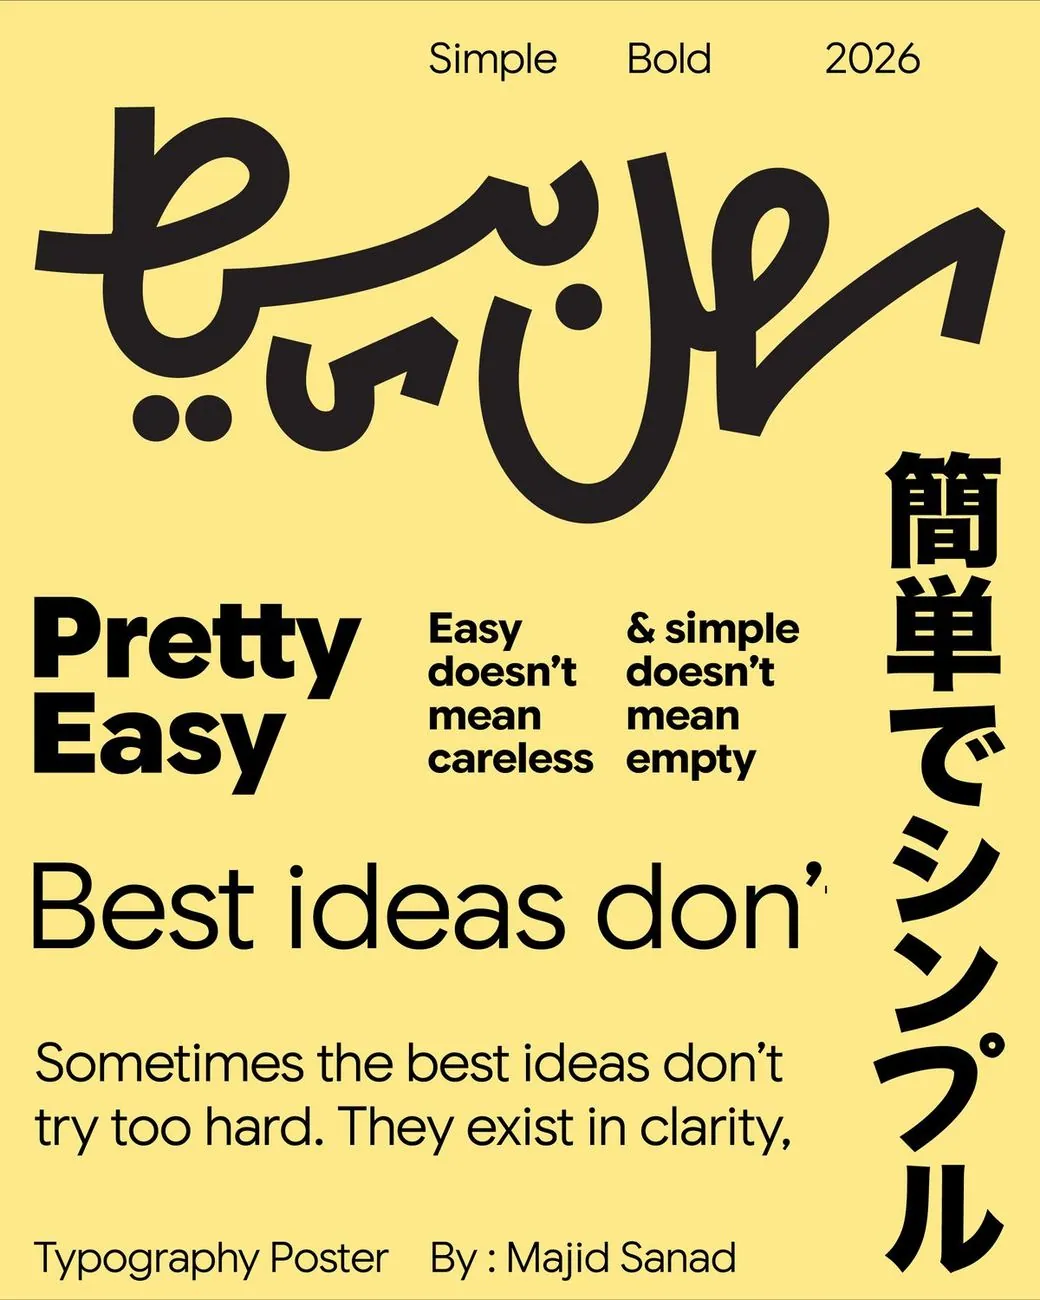 Simple Bold 2026
سهل بسيط
Pretty
Easy
Easy
doesn’t
mean
careless
& simple
doesn’t
mean
empty
簡単でシンプル
Best ideas don’
Sometimes the best ideas don’t
try too hard. They exist in clarity,
Typography Poster By : Majid Sanad